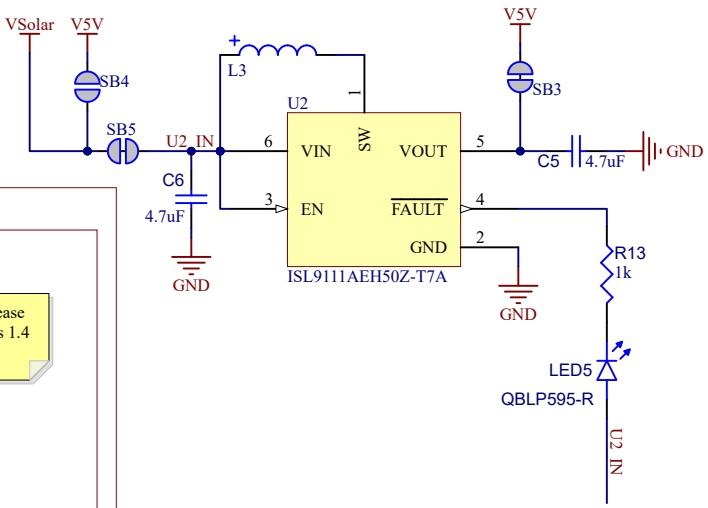 VSolar
V5V
SB4
SB5
U2_IN
C6
4.7uF
GND
+
L3
1
U2
6
VIN
SW
VOUT
5
3
EN
FAULT
4
GND
2
ISL9111AEH50Z-T7A
GND
V5V
SB3
C5
4.7uF
GND
R13
1k
LED5
QBLP595-R
U2_IN
ease
s 1.4